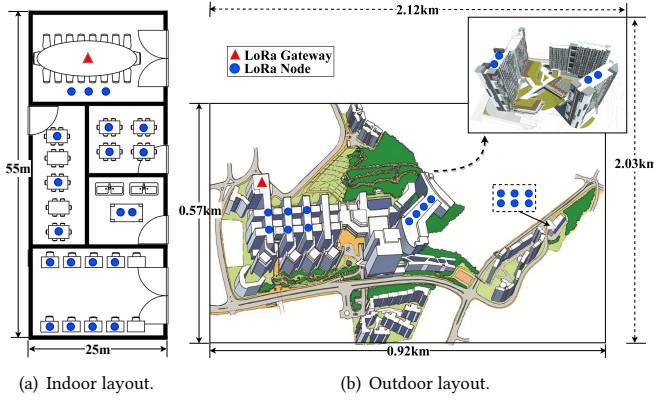 2.12km
LoRa Gateway
LoRa Node
55m
0.57km
2.03km
25m
0.92km
(a) Indoor layout.
(b) Outdoor layout.